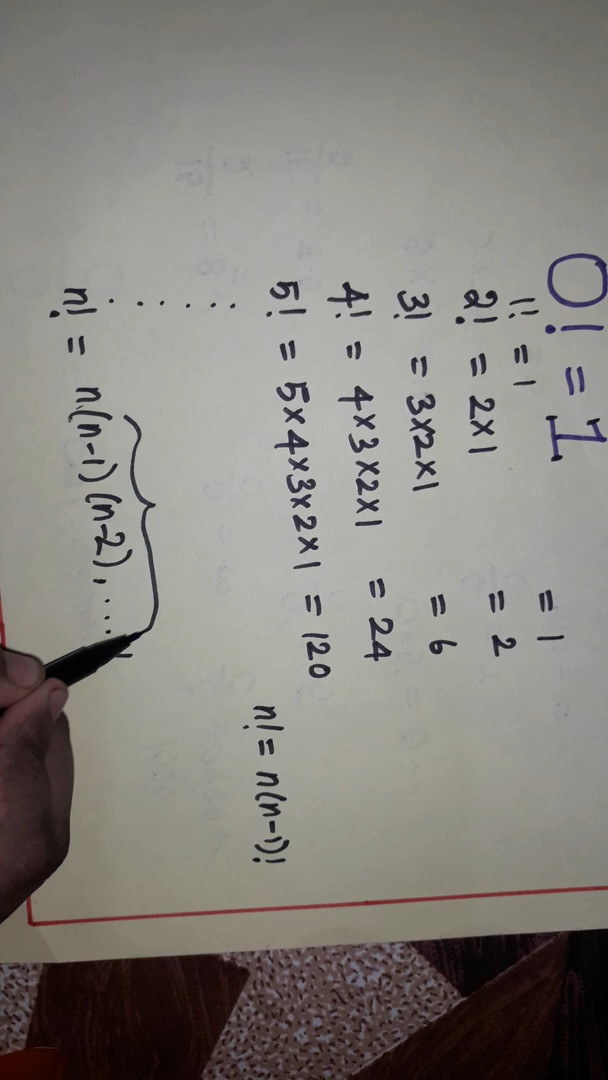 0! = 1
1! = 1 = 1
2! = 2×1 = 2
3! = 3×2×1 = 6
4! = 4×3×2×1 = 24
5! = 5×4×3×2×1 = 120
n! = n(n-1)!
n! = n(n-1)(n-2), ..... 1